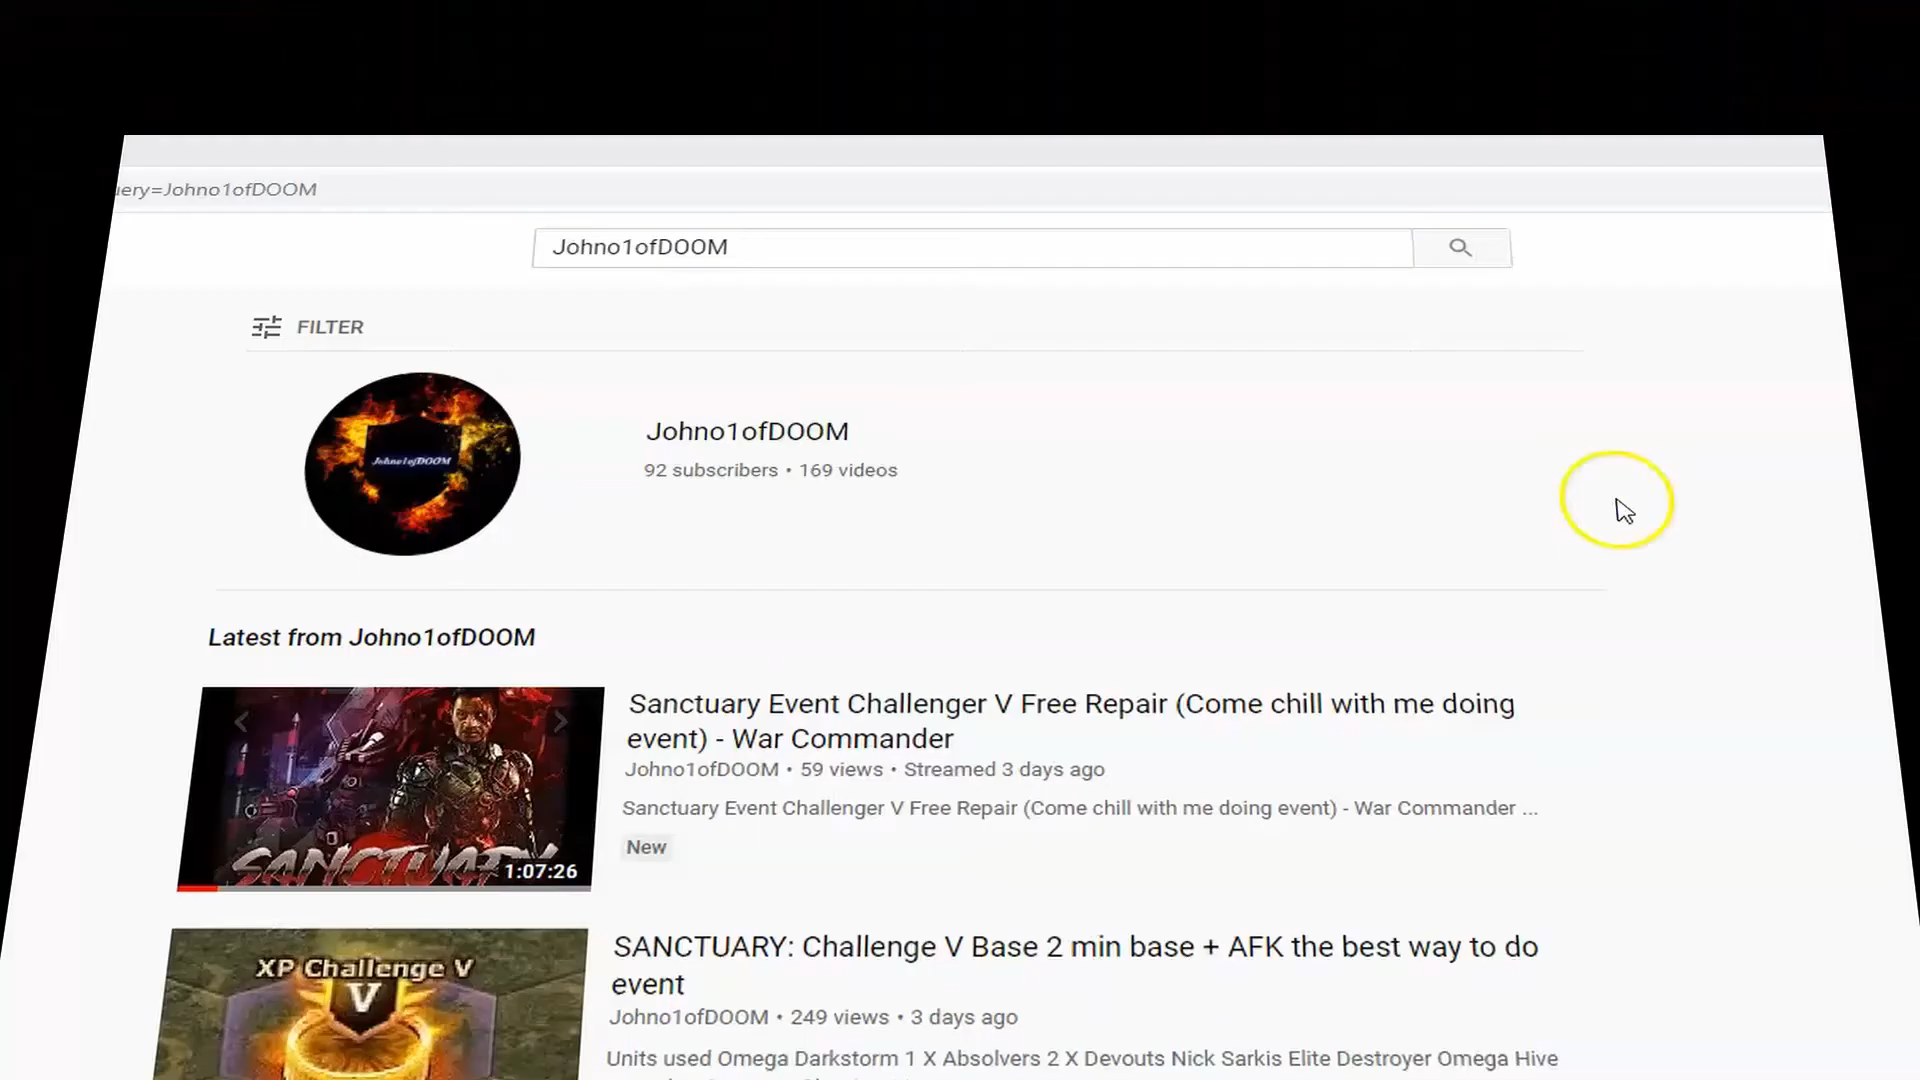 uery=Johno1ofDOOM
Johno1ofDOOM
FILTER
Johno1ofDOOM
Johno1ofDOOM
92 subscribers • 169 videos
Latest from Johno1ofDOOM
SANCTUARY
1:07:26
Sanctuary Event Challenger V Free Repair (Come chill with me doing
event) - War Commander
Johno1ofDOOM • 59 views • Streamed 3 days ago
Sanctuary Event Challenger V Free Repair (Come chill with me doing event) - War Commander ...
New
XP Challenge V
V
SANCTUARY: Challenge V Base 2 min base + AFK the best way to do
event
Johno1ofDOOM • 249 views • 3 days ago
Units used Omega Darkstorm 1 X Absolvers 2 X Devouts Nick Sarkis Elite Destroyer Omega Hive